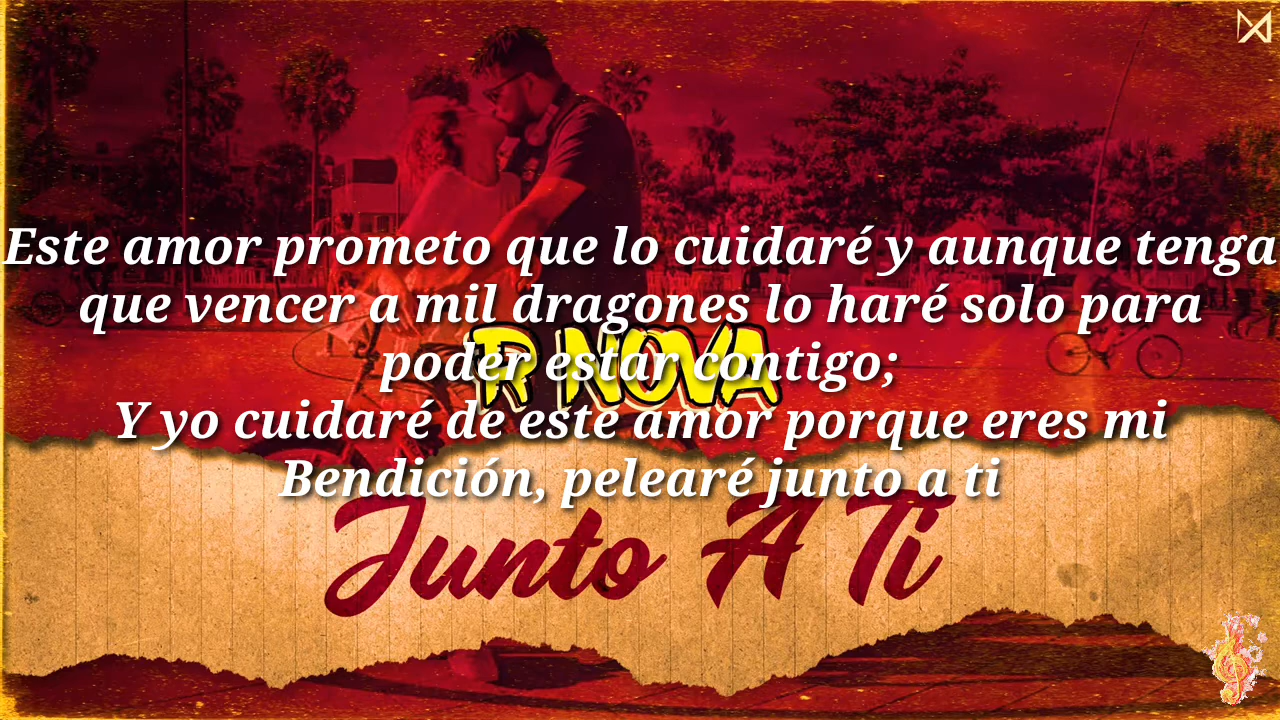 Este amor prometo que lo cuidaré y aunque tenga
que vencer a mil dragones lo haré solo para
poder estar contigo;
TR NOVA
Y yo cuidaré de este amor porque eres mi
Bendición, pelearé junto a ti
Junto A Ti